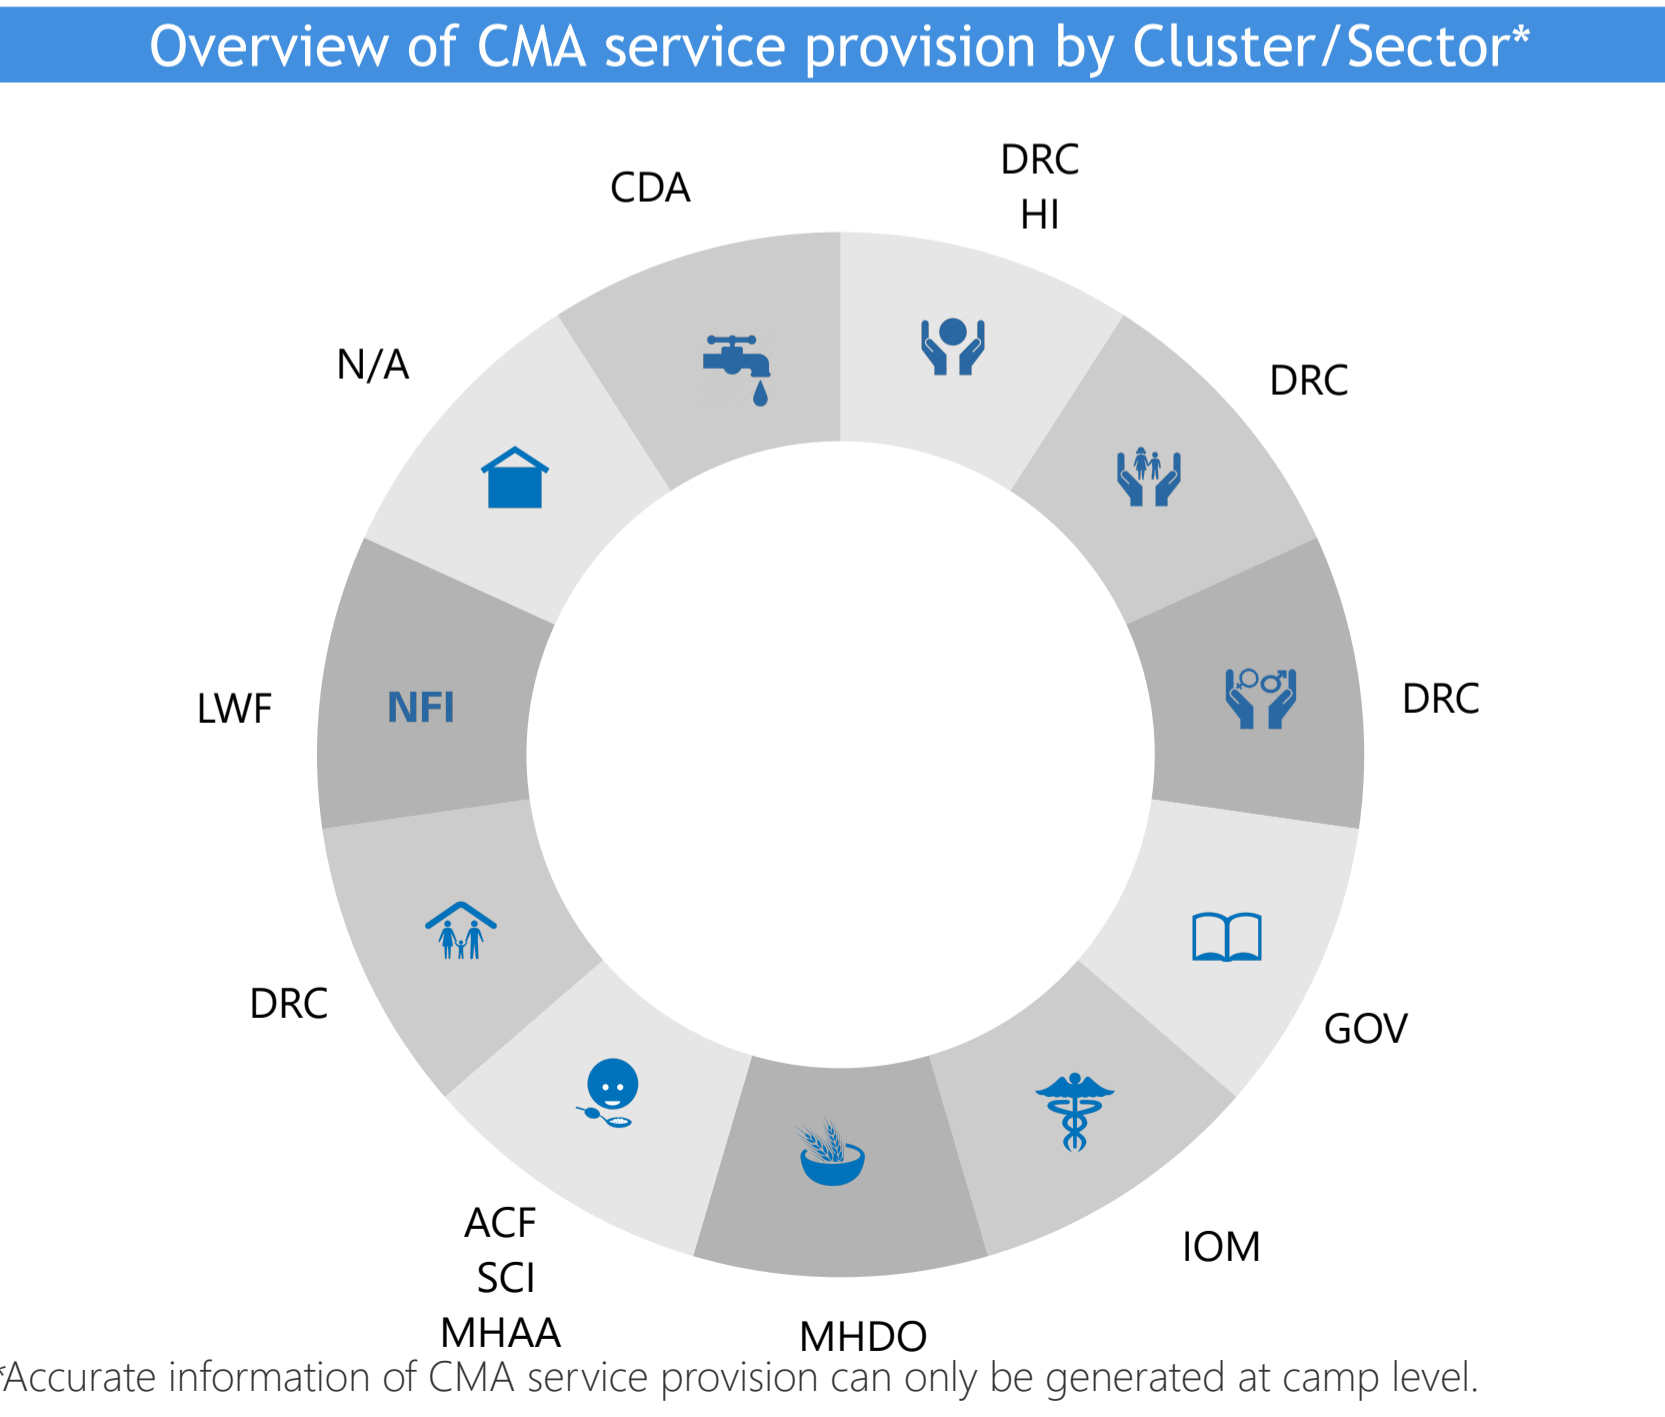 Overview of CMA service provision by Cluster/Sector*
DRC
HI
CDA
N/A
DRC
DRC
LWF
NFI
DRC
GOV
ACF
SCI
MHAA
IOM
MHDO
*Accurate information of CMA service provision can only be generated at camp level.